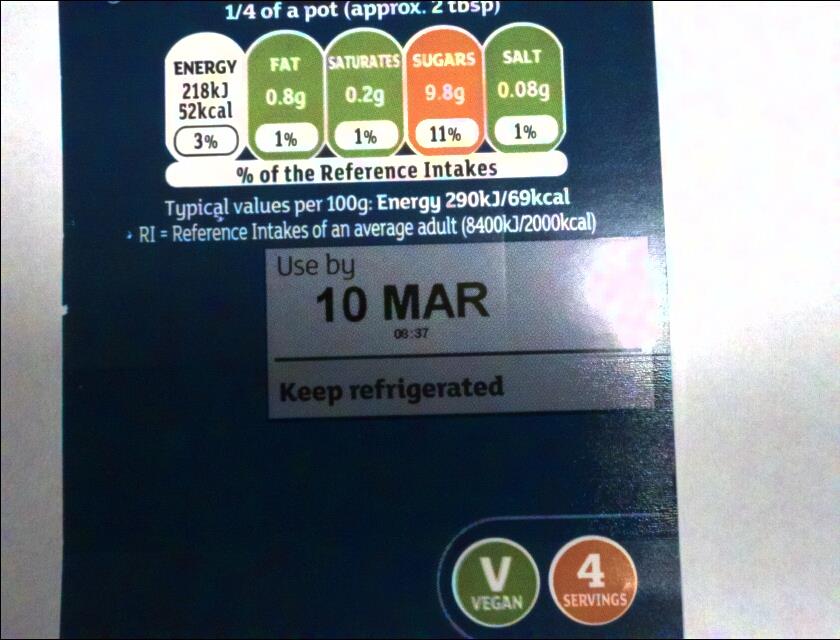 1/4 of a pot (approx. 2 tbsp)
ENERGY
218kJ
52kcal
3%
FAT
0.8g
1%
SATURATES
0.2g
1%
SUGARS
9.8g
11%
SALT
0.08g
1%
% of the Reference Intakes
Typical values per 100g: Energy 290kJ/69kcal
RI = Reference Intakes of an average adult (8400kJ/2000kcal)
Use by
10 MAR
08:37
Keep refrigerated
V
VEGAN
4
SERVINGS